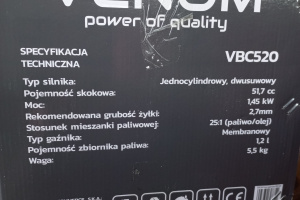 VENOM
power of quality
SPECYFIKACJA
TECHNICZNA
VBC520
Typ silnika: Jednocylindrowy, dwusuwowy
Pojemność skokowa: 51,7 cc
Moc: 1,45 kW
Rekomendowana grubość żyłki: 2,7mm
Stosunek mieszanki paliwowej: 25:1 (paliwo/olej)
Typ gaźnika: Membranowy
Pojemność zbiornika paliwa: 1,2 l
Waga: 5,5 kg